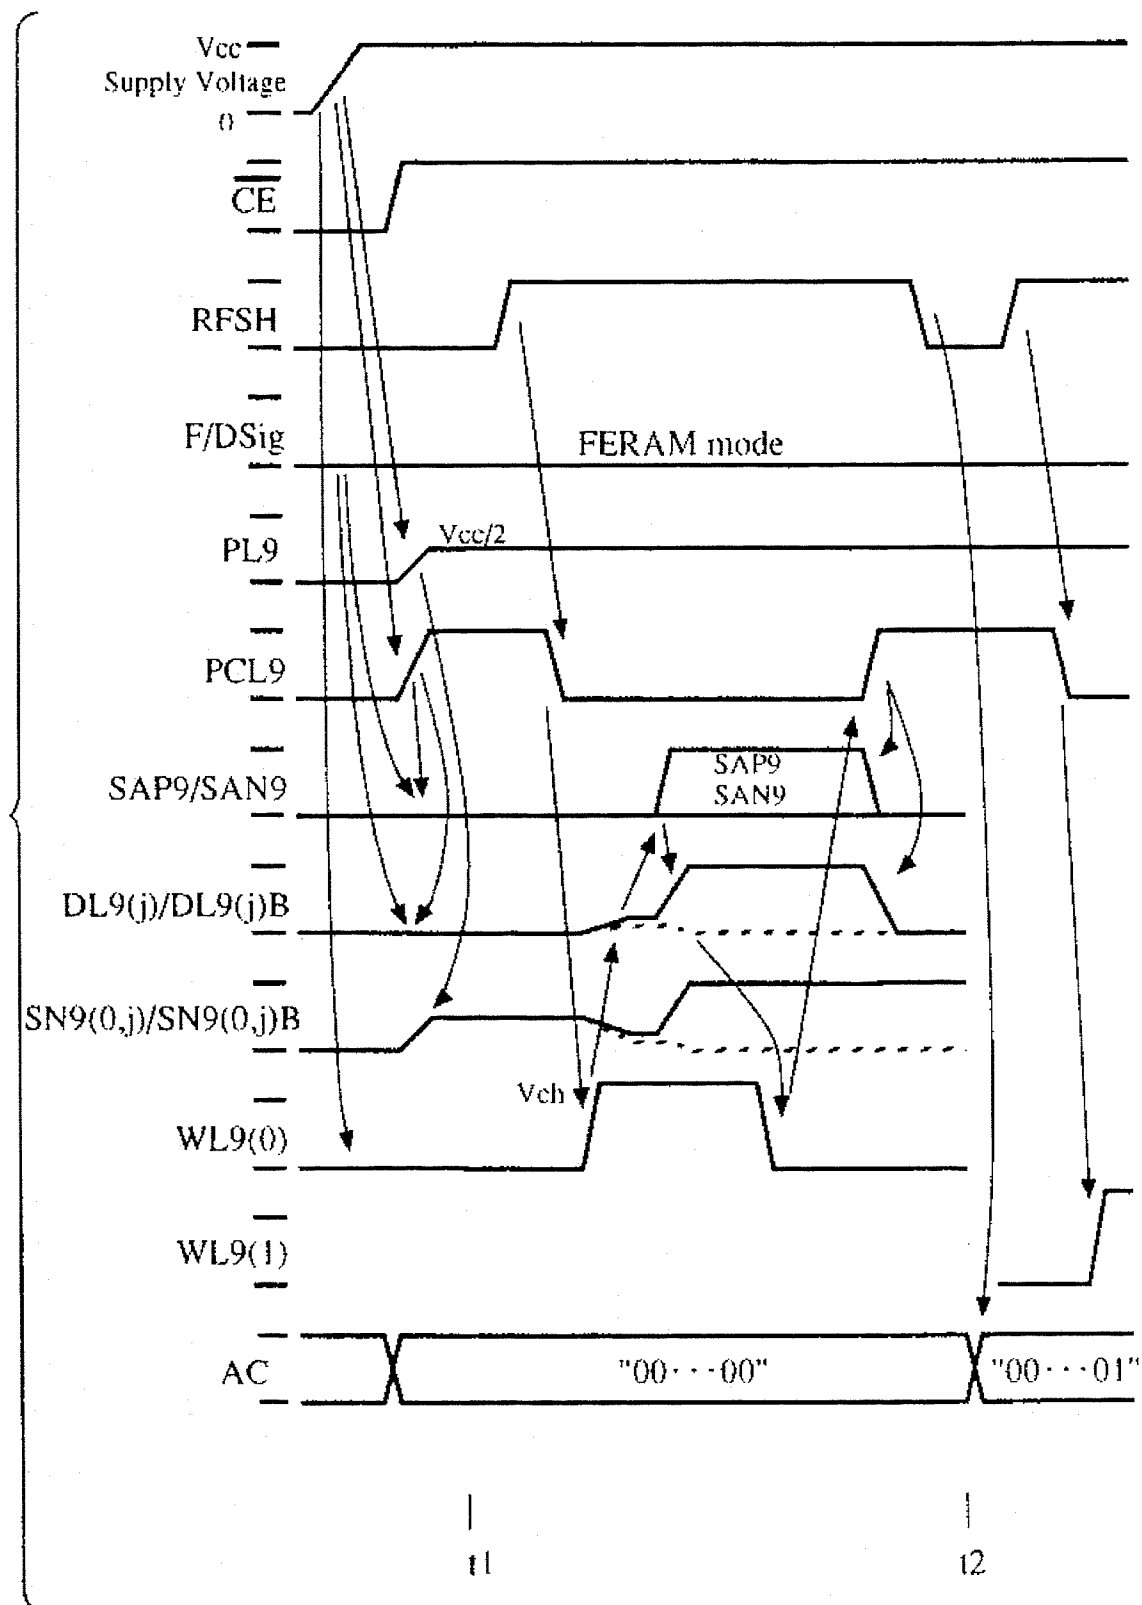 Vcc
Supply Voltage
0
CE
RFSH
F/DSig
FERAM mode
PL9
Vcc/2
PCL9
SAP9/SAN9
SAP9
SAN9
DL9(j)/DL9(j)B
SN9(0,j)/SN9(0,j)B
Vch
WL9(0)
WL9(1)
AC
"00···00"
"00···01"
t1
t2